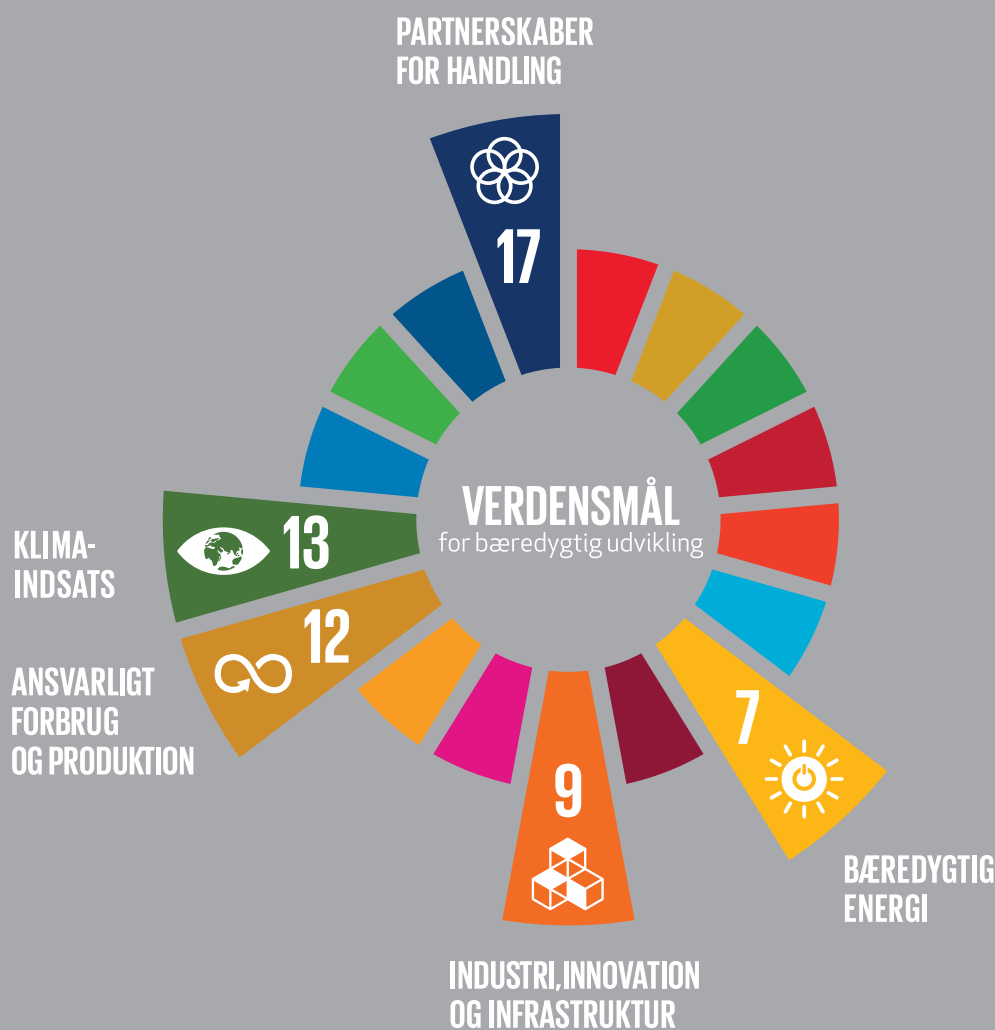 PARTNERSKABER
FOR HANDLING
17
VERDENSMÅL
for bæredygtig udvikling
13
KLIMA-
INDSATS
12
ANSVARLIGT
FORBRUG
OG PRODUKTION
7
BÆREDYGTIG
ENERGI
9
INDUSTRI, INNOVATION
OG INFRASTRUKTUR